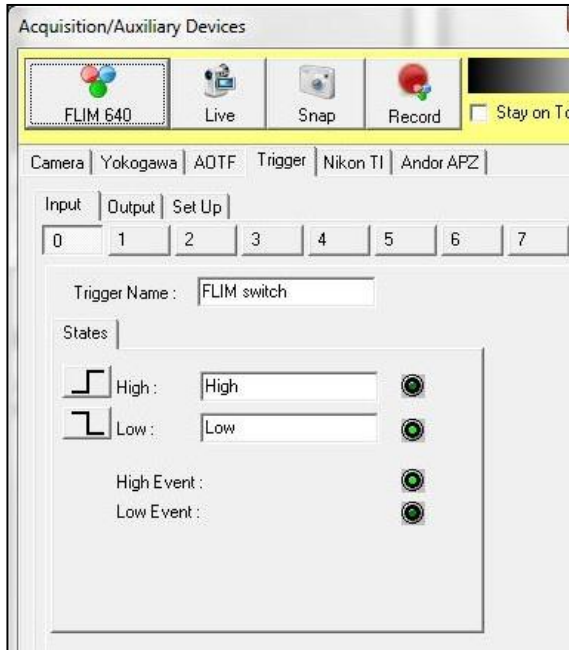 Acquisition/Auxiliary Devices
FLIM 640 Live Snap Record Stay on
Camera Yokogawa AOTF Trigger Nikon TI Andor APZ
Input Output Set Up
0 1 2 3 4 5 6 7
Trigger Name : FLIM switch
States
High : High
Low : Low
High Event :
Low Event :